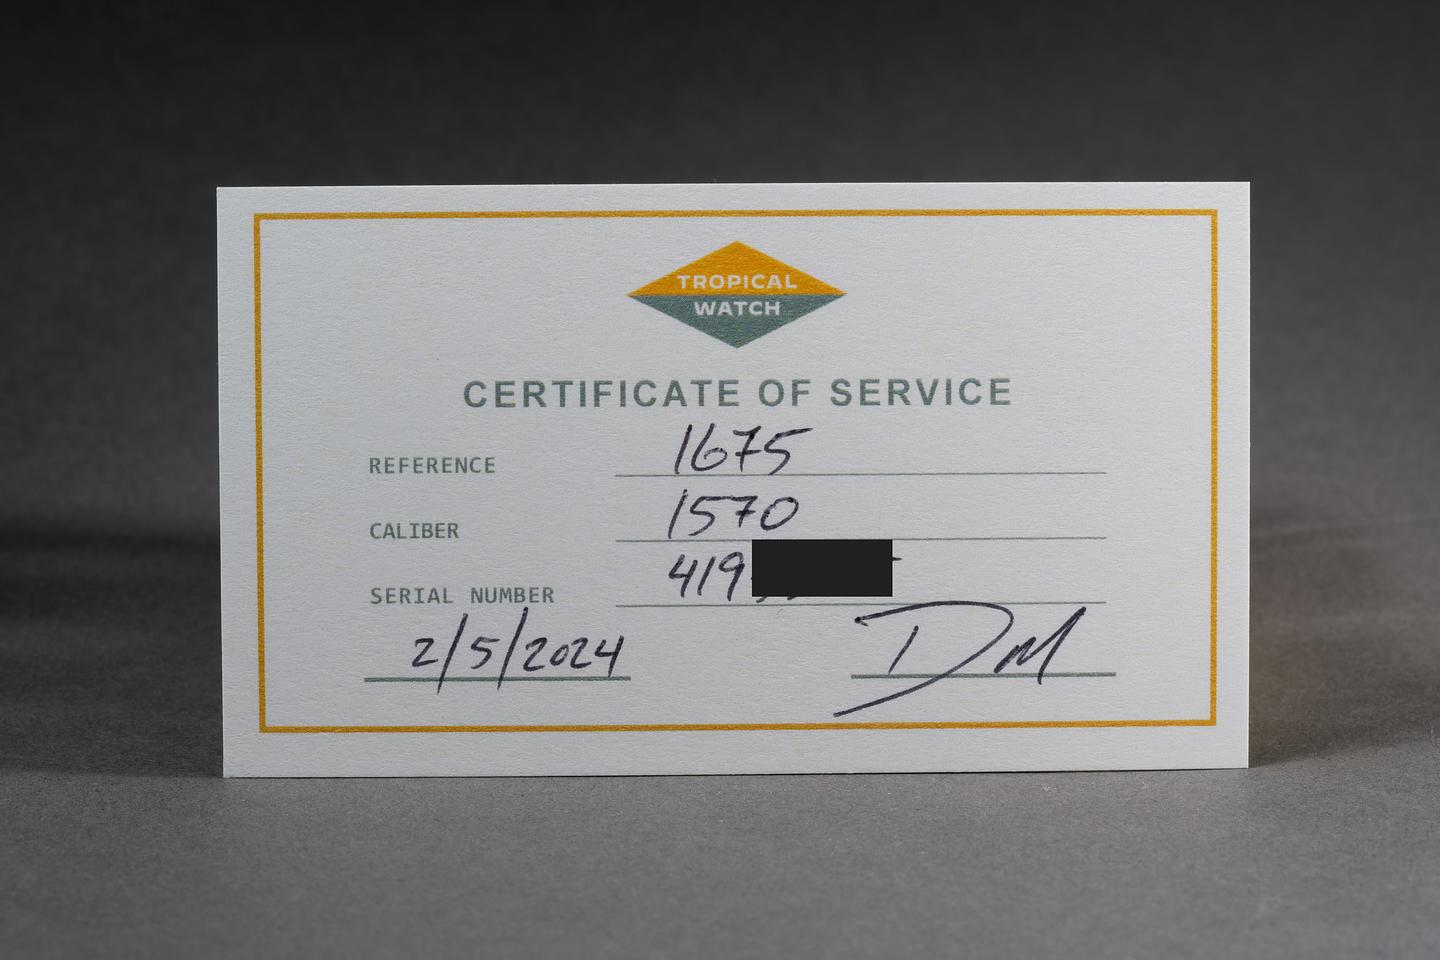 TROPICAL
WATCH
CERTIFICATE OF SERVICE
REFERENCE 1675
CALIBER 1570
SERIAL NUMBER 419
2/5/2024